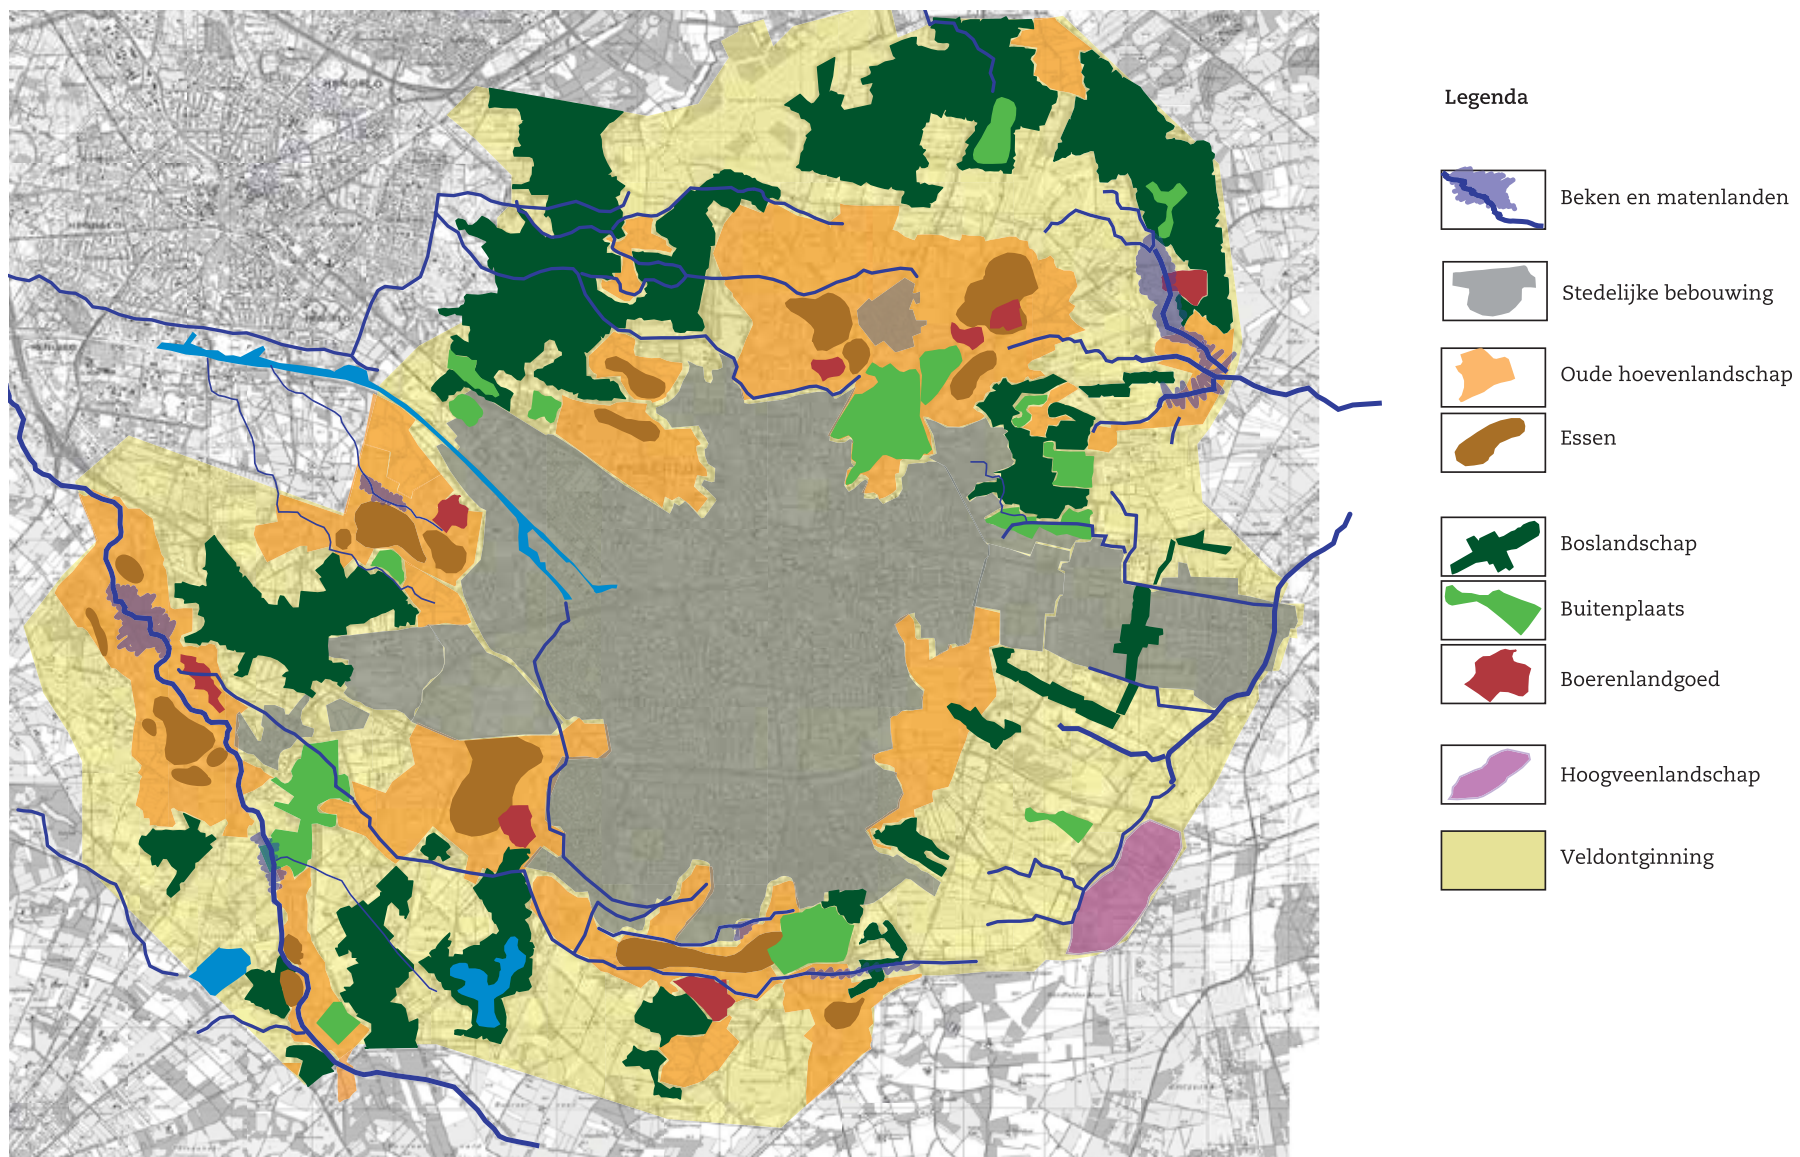 Legenda
Beken en matenlanden
Stedelijke bebouwing
Oude hoevenlandschap
Essen
Boslandschap
Buitenplaats
Boerenlandgoed
Hoogveenlandschap
Veldontginning